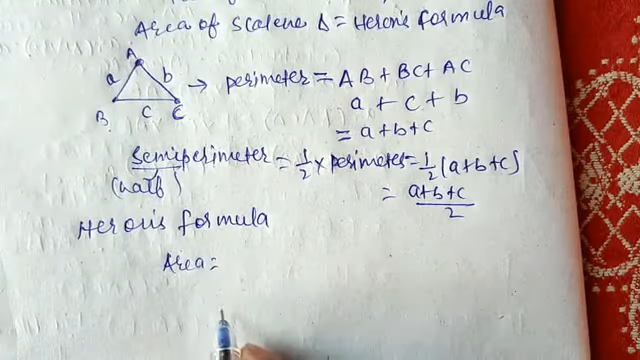 Area of Scalene Δ = Heron's formula
A
a b → perimeter = AB + BC + AC
B c C a + c + b
= a+b+c
Semiperimeter = 1/2 × perimeter = 1/2 (a+b+c)
(half) = a+b+c/2
Heron's formula
Area =